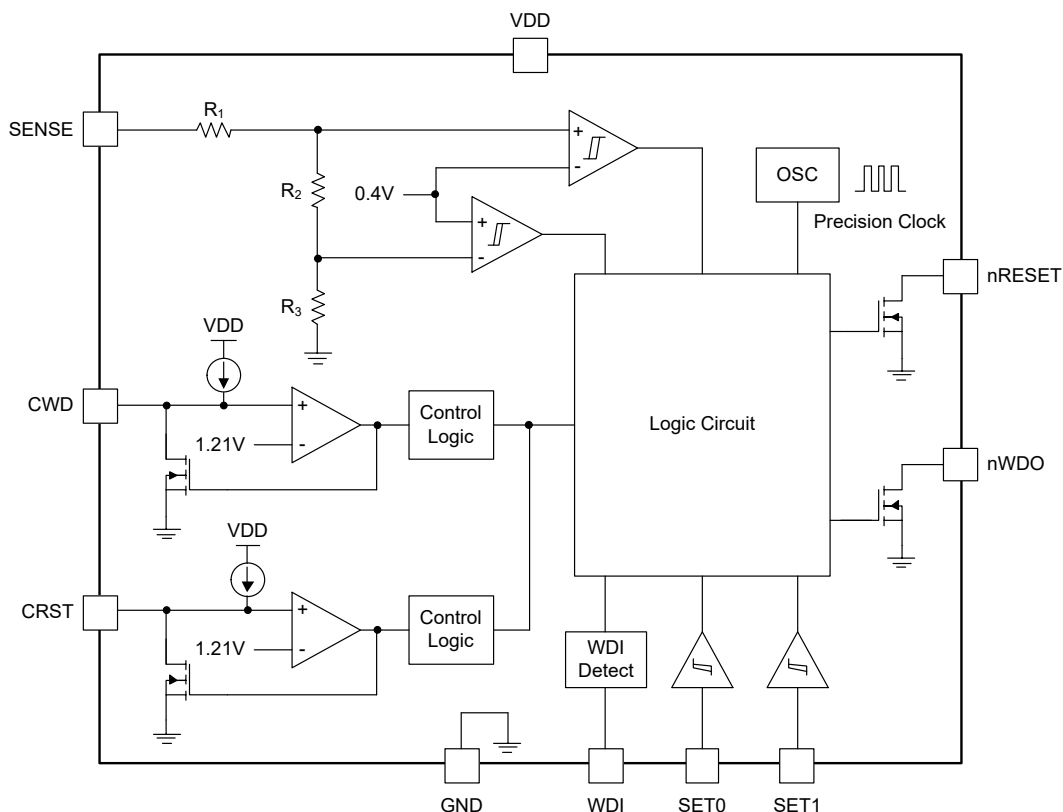 VDD
SENSE
R1
+
-
R2
0.4V
+
-
OSC
Precision Clock
nRESET
R3
VDD
CWD
+
1.21V
-
Control
Logic
Logic Circuit
nWDO
VDD
CRST
+
1.21V
-
Control
Logic
WDI
Detect
GND
WDI
SET0
SET1